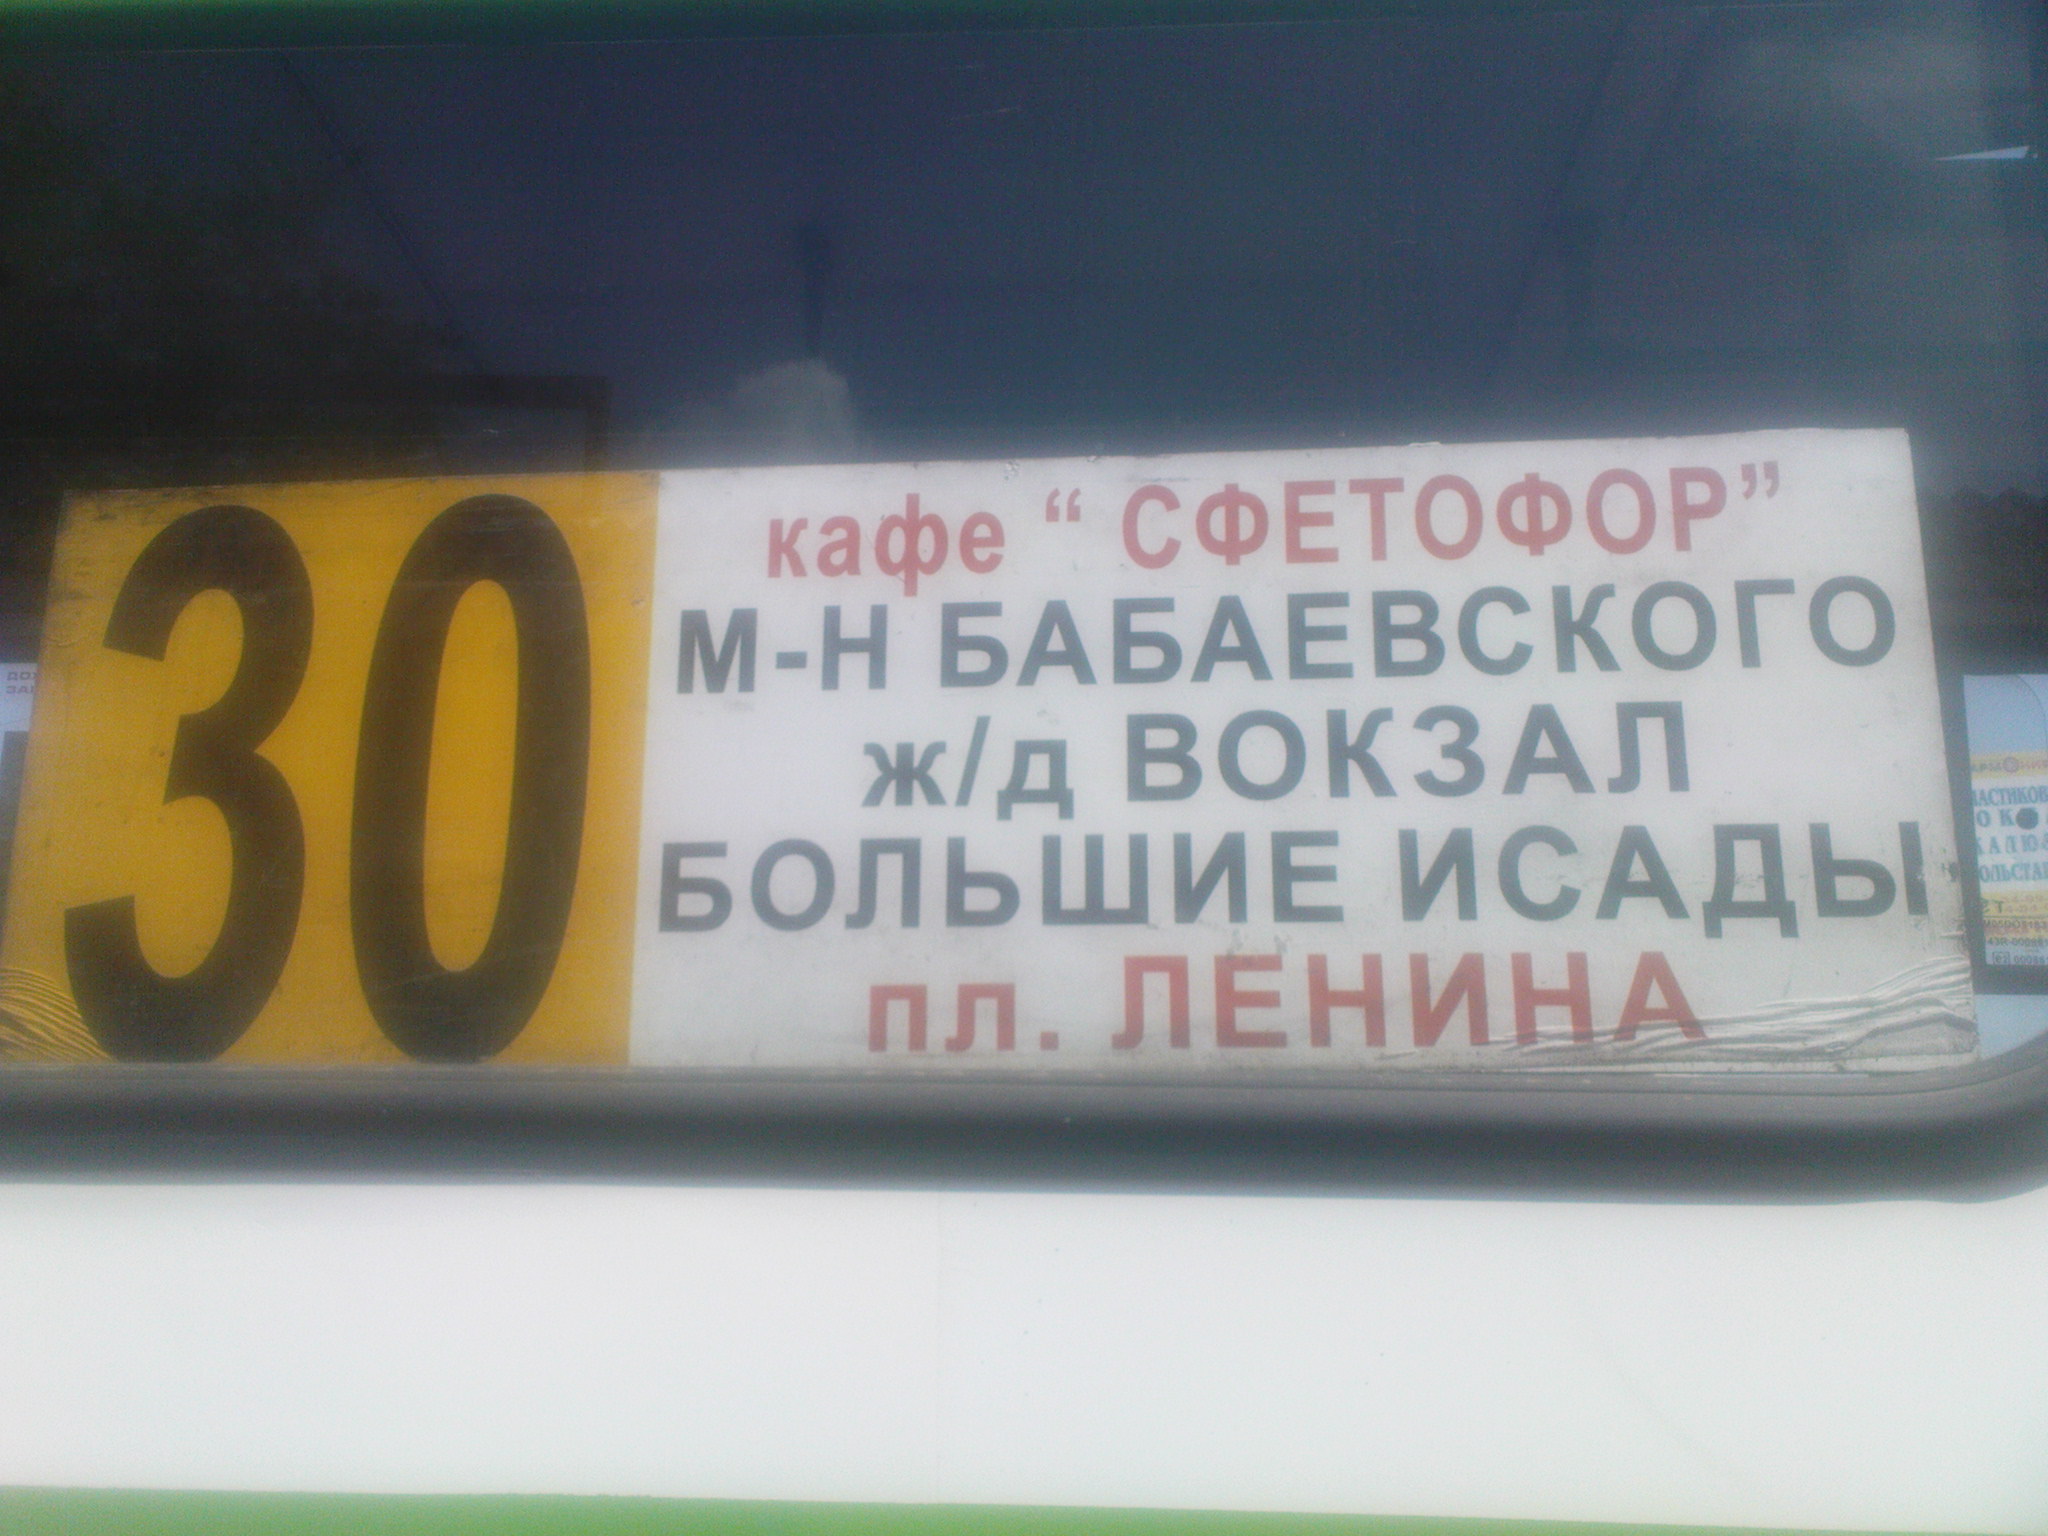 30
кафе “ СФЕТОФОР”
М-Н БАБАЕВСКОГО
ж/д ВОКЗАЛ
БОЛЬШИЕ ИСАДЫ
пл. ЛЕНИНА